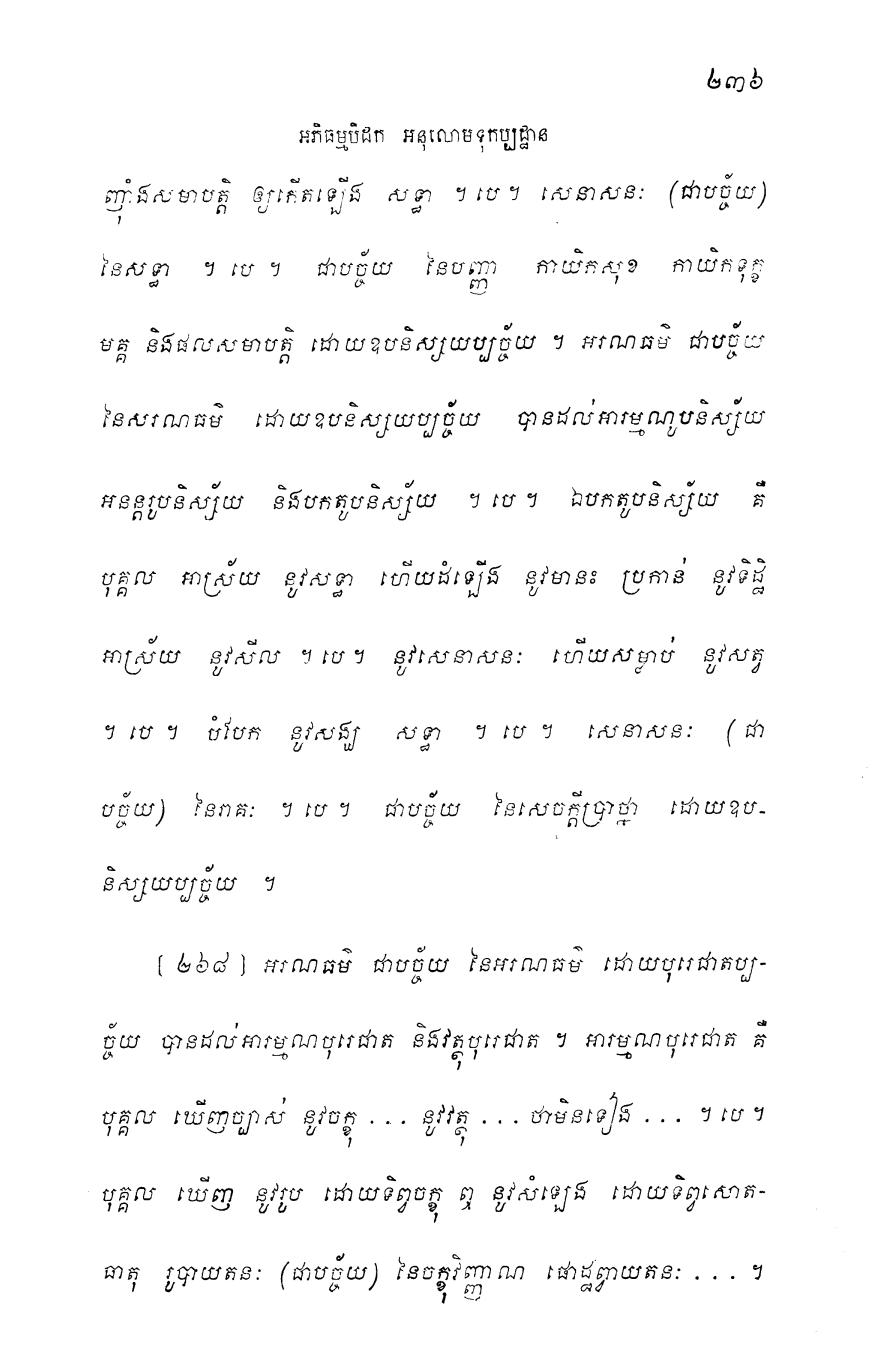 ២៣៦
អភិធម្មបិដក អនុលោមទុកប្បដ្ឋាន
ញ៉ាំងសមាបត្តិ ឲ្យកើតឡើង សទ្ធា ។ បេ ។ សេនាសនៈ (ជាបច្ច័យ)
នៃសទ្ធា ។ បេ ។ ជាបច្ច័យ នៃបញ្ញា កាយិកសុខ កាយិកទុក្ខ
មគ្គ និងផលសមាបត្តិ ដោយឧបនិស្សយប្បច្ច័យ ។ អរណធម៌ ជាបច្ច័យ
នៃសរណធម៌ ដោយឧបនិស្សយប្បច្ច័យ បានដល់អារម្មណូបនិស្ស័យ
អនន្តរូបនិស្ស័យ និងបកតូបនិស្ស័យ ។ បេ ។ ឯបកតូបនិស្ស័យ គឺ
បុគ្គល អាស្រ័យ នូវសទ្ធា ហើយដំឡើង នូវមានះ ប្រកាន់ នូវទិដ្ឋិ
អាស្រ័យ នូវសីល ។ បេ ។ នូវសេនាសនៈ ហើយសម្លាប់ នូវសត្វ
។ បេ ។ បំបែក នូវសង្ឃ សទ្ធា ។ បេ ។ សេនាសនៈ (ជា
បច្ច័យ) នៃរាគៈ ។ បេ ។ ជាបច្ច័យ នៃសេចក្តីប្រាថ្នា ដោយឧប-
និស្សយប្បច្ច័យ ។
[២៦៨] អរណធម៌ ជាបច្ច័យ នៃអរណធម៌ ដោយបុរេជាតប្ប-
ច្ច័យ បានដល់អារម្មណបុរេជាត និងវត្ថុបុរេជាត ។ អារម្មណបុរេជាត គឺ
បុគ្គល ឃើញច្បាស់ នូវចក្ខុ ... នូវវត្ថុ ... ថាមិនទៀង ... ។ បេ ។
បុគ្គល ឃើញ នូវរូប ដោយទិព្វចក្ខុ ឮ នូវសំឡេង ដោយទិព្វសោត-
ធាតុ រូបាយតនៈ (ជាបច្ច័យ) នៃចក្ខុវិញ្ញាណ ផោដ្ឋព្វាយតនៈ ... ។